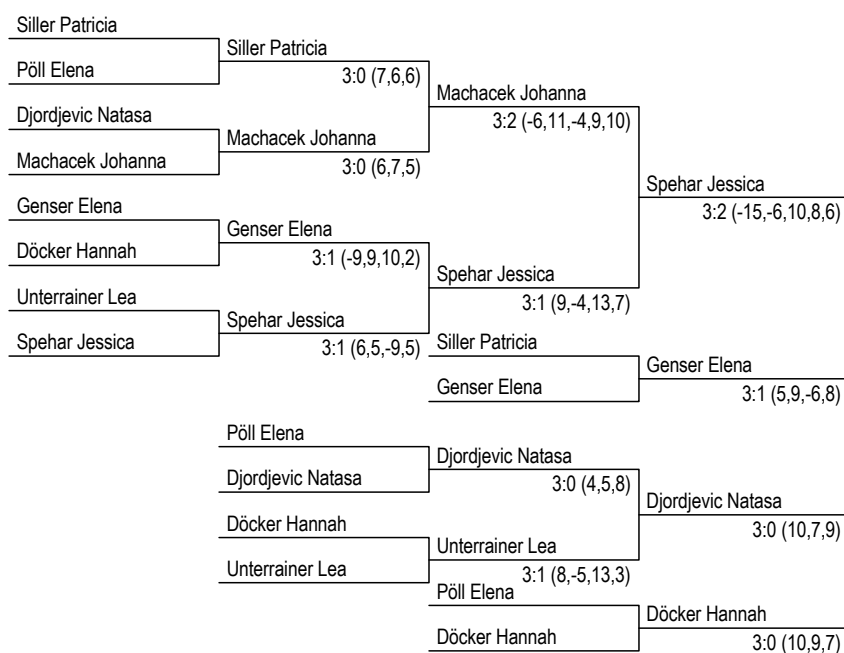 Siller Patricia
Siller Patricia
Pöll Elena
3:0 (7,6,6)
Machacek Johanna
Djordjevic Natasa
3:2 (-6,11,-4,9,10)
Machacek Johanna
Machacek Johanna
3:0 (6,7,5)
Spehar Jessica
Genser Elena
3:2 (-15,-6,10,8,6)
Genser Elena
Döcker Hannah
3:1 (-9,9,10,2)
Spehar Jessica
Unterrainer Lea
3:1 (9,-4,13,7)
Spehar Jessica
Spehar Jessica
3:1 (6,5,-9,5)
Siller Patricia
Genser Elena
Genser Elena
3:1 (5,9,-6,8)
Pöll Elena
Djordjevic Natasa
Djordjevic Natasa
3:0 (4,5,8)
Djordjevic Natasa
Döcker Hannah
3:0 (10,7,9)
Unterrainer Lea
Unterrainer Lea
3:1 (8,-5,13,3)
Pöll Elena
Döcker Hannah
Döcker Hannah
3:0 (10,9,7)